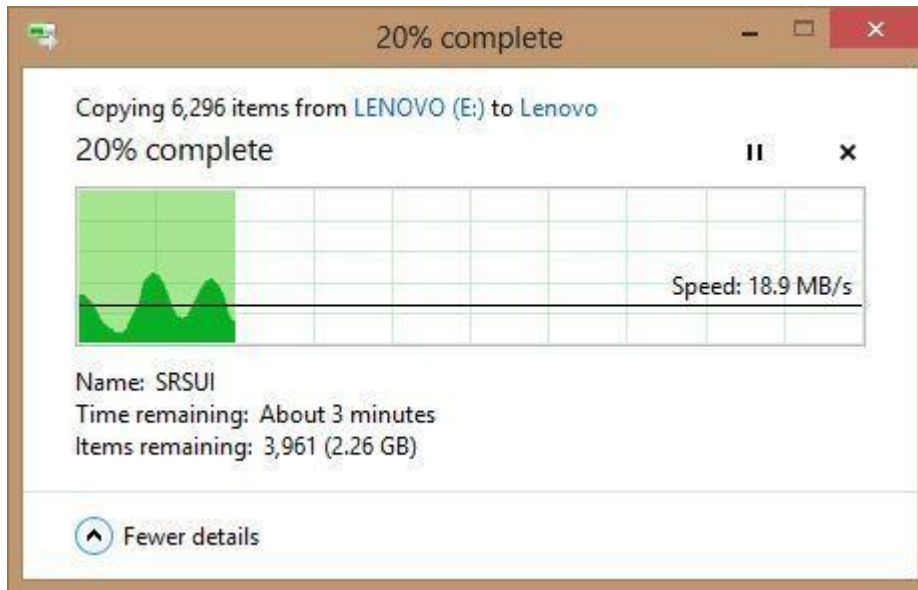 20% complete
Copying 6,296 items from LENOVO (E:) to Lenovo
20% complete
Speed: 18.9 MB/s
Name: SRSUI
Time remaining: About 3 minutes
Items remaining: 3,961 (2.26 GB)
Fewer details